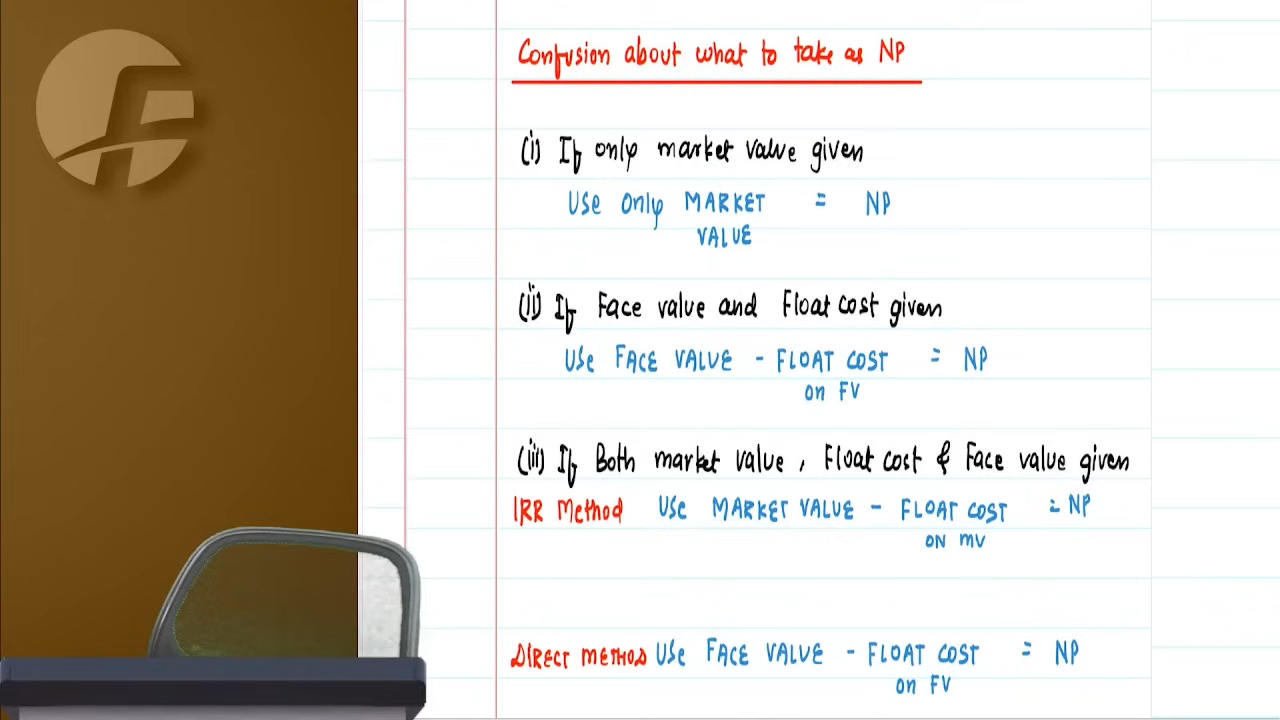 Confusion about what to take as NP
(i) If only market value given
Use Only MARKET = NP
VALUE
(ii) If Face value and Float cost given
Use FACE VALUE - FLOAT COST = NP
on FV
(iii) If Both market value, Float cost & Face value given
IRR Method Use MARKET VALUE - FLOAT COST = NP
ON MV
DIRECT METHOD Use FACE VALUE - FLOAT COST = NP
on FV